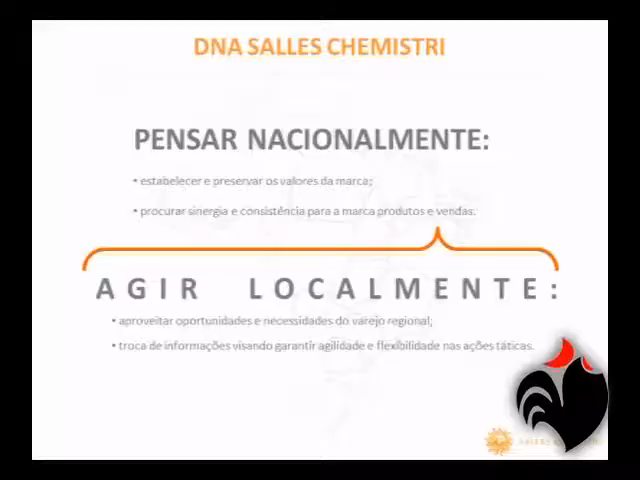 DNA SALLES CHEMISTRI
PENSAR NACIONALMENTE:
• estabelecer e preservar os valores da marca;
• procurar sinergia e consistência para a marca produtos e vendas.
AGIR LOCALMENTE:
• aproveitar oportunidades e necessidades do varejo regional;
• troca de informações visando garantir agilidade e flexibilidade nas ações táticas.